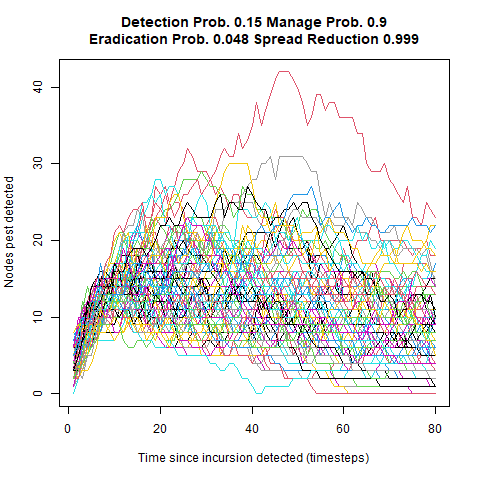 Detection Prob. 0.15 Manage Prob. 0.9
Eradication Prob. 0.048 Spread Reduction 0.999
Nodes pest detected
40
30
20
10
0
0 20 40 60 80
Time since incursion detected (timesteps)